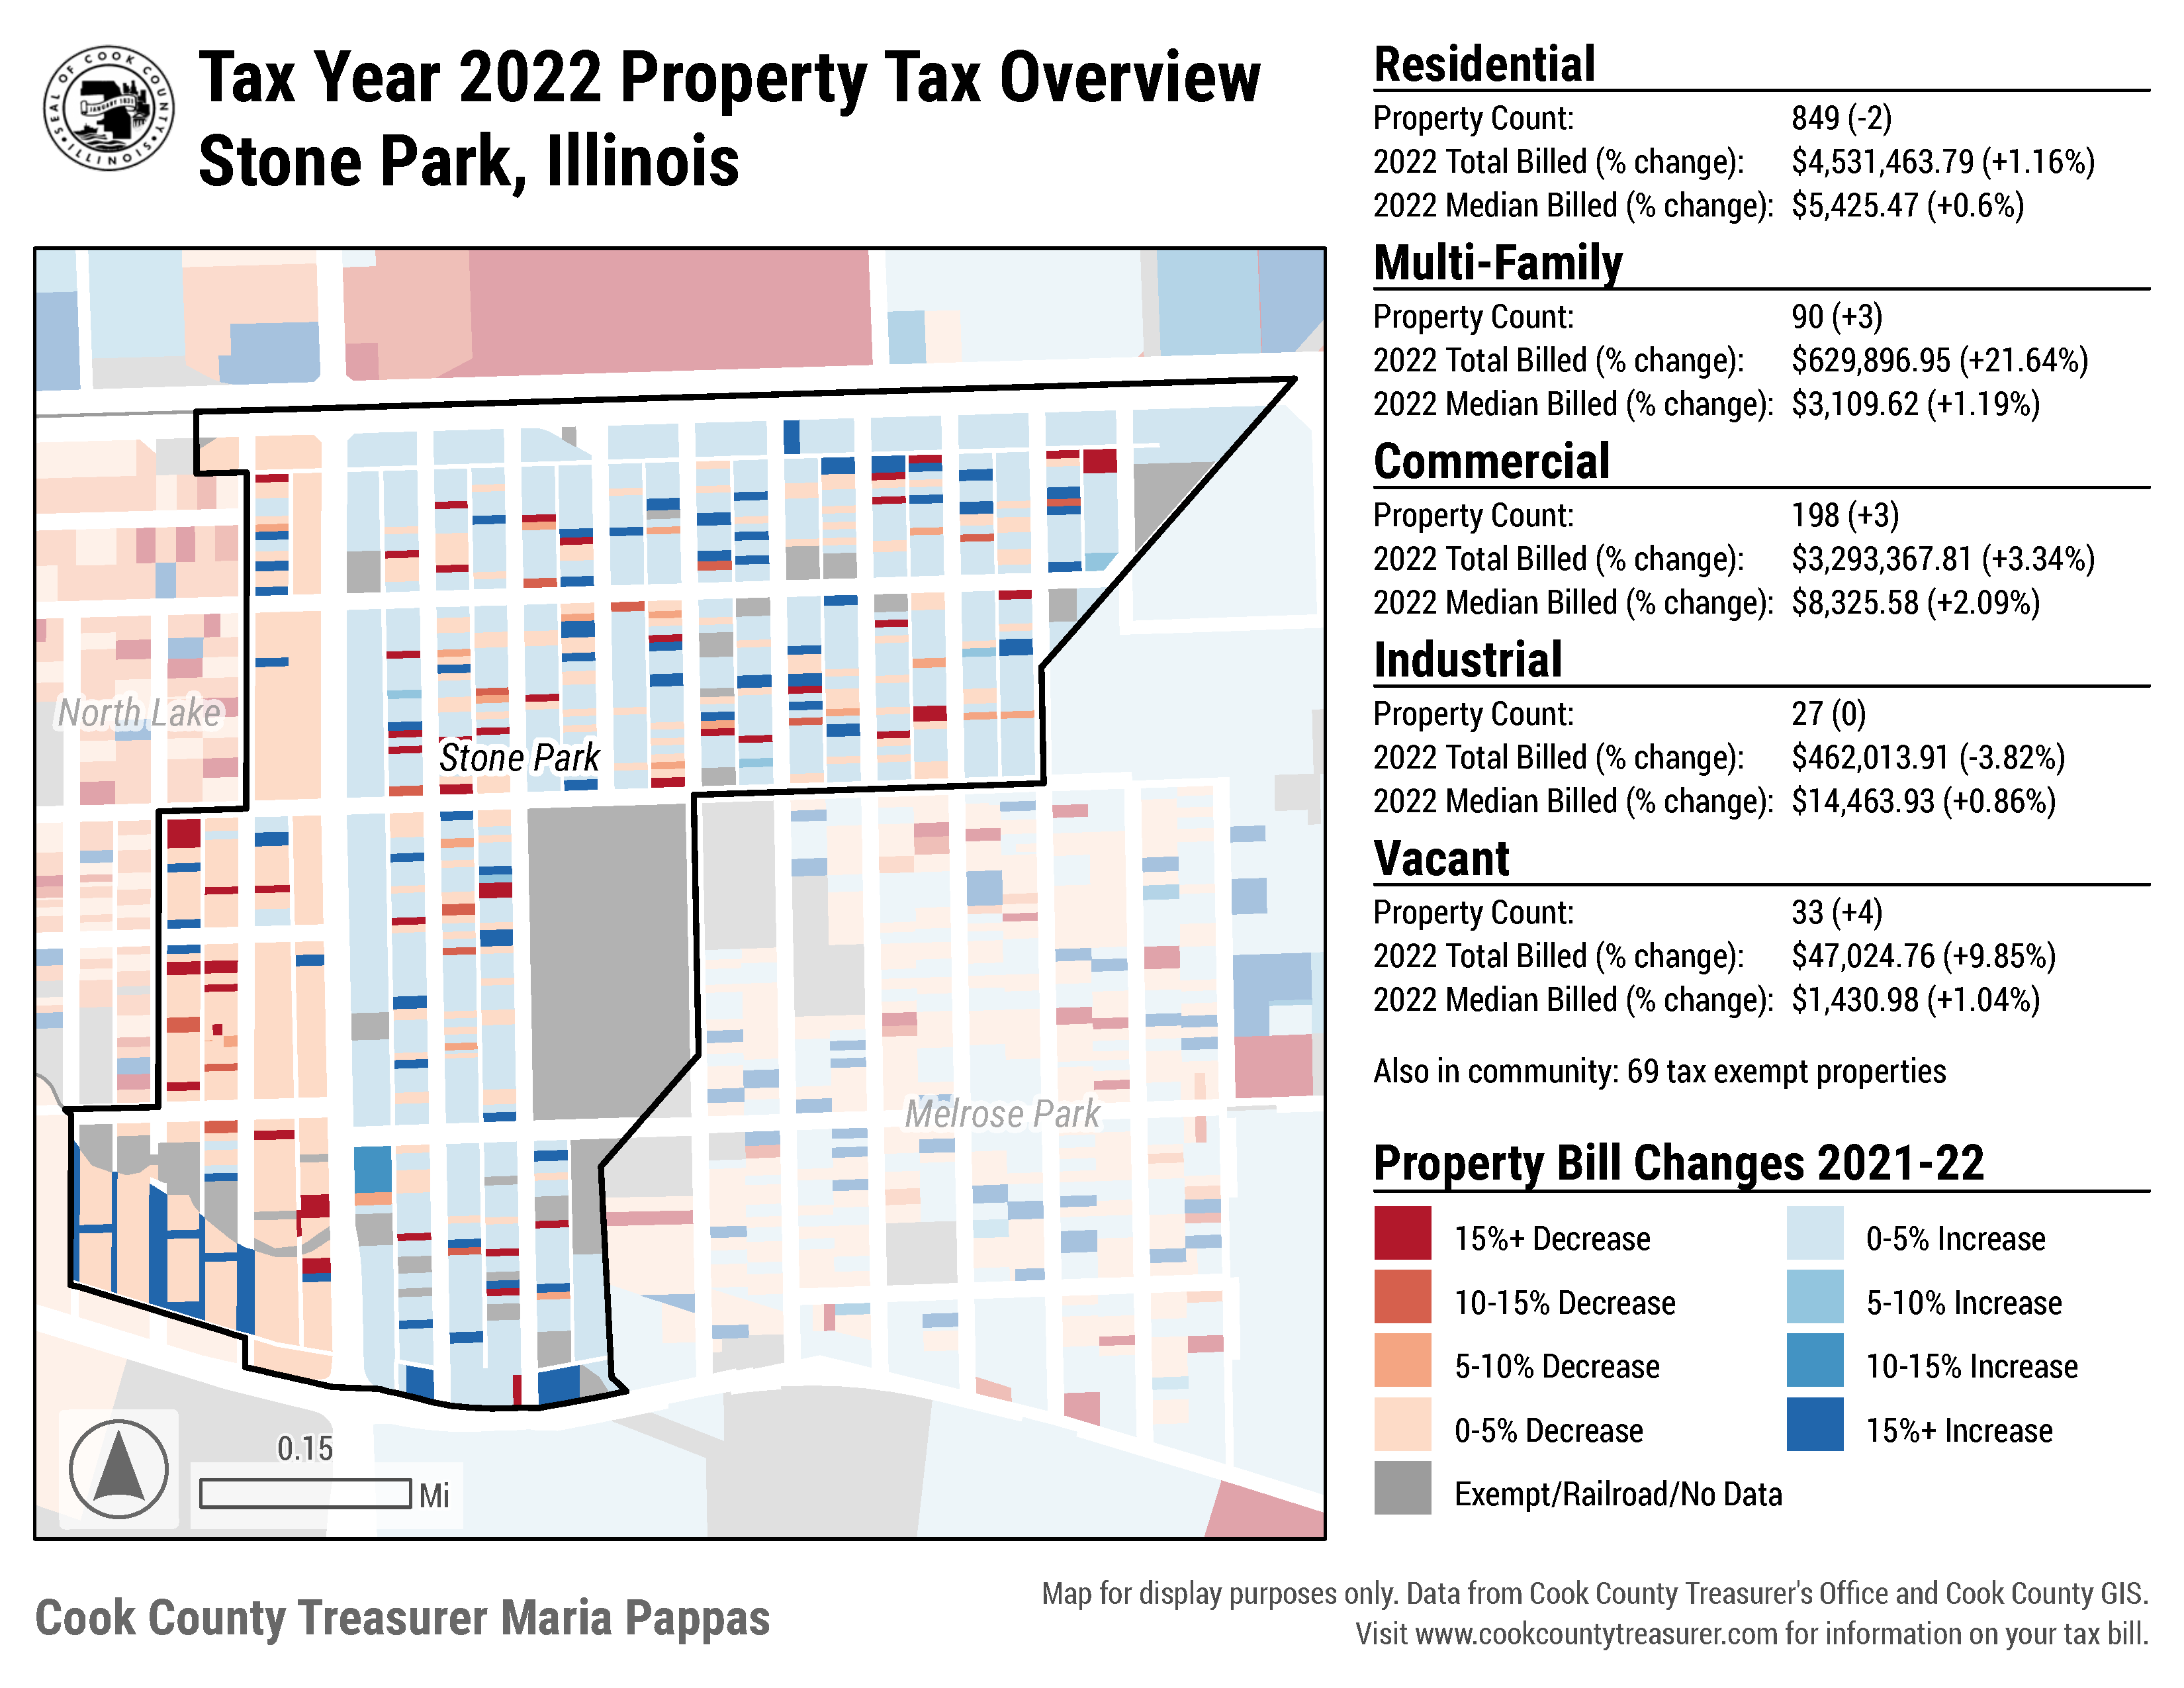 SEAL OF COOK COUNTY
JANUARY 1831
ILLINOIS
Tax Year 2022 Property Tax Overview
Stone Park, Illinois
North Lake
Stone Park
Melrose Park
0.15
Mi
Residential
Property Count: 849 (-2)
2022 Total Billed (% change): $4,531,463.79 (+1.16%)
2022 Median Billed (% change): $5,425.47 (+0.6%)
Multi-Family
Property Count: 90 (+3)
2022 Total Billed (% change): $629,896.95 (+21.64%)
2022 Median Billed (% change): $3,109.62 (+1.19%)
Commercial
Property Count: 198 (+3)
2022 Total Billed (% change): $3,293,367.81 (+3.34%)
2022 Median Billed (% change): $8,325.58 (+2.09%)
Industrial
Property Count: 27 (0)
2022 Total Billed (% change): $462,013.91 (-3.82%)
2022 Median Billed (% change): $14,463.93 (+0.86%)
Vacant
Property Count: 33 (+4)
2022 Total Billed (% change): $47,024.76 (+9.85%)
2022 Median Billed (% change): $1,430.98 (+1.04%)
Also in community: 69 tax exempt properties
Property Bill Changes 2021-22
15%+ Decrease
10-15% Decrease
5-10% Decrease
0-5% Decrease
Exempt/Railroad/No Data
0-5% Increase
5-10% Increase
10-15% Increase
15%+ Increase
Cook County Treasurer Maria Pappas
Map for display purposes only. Data from Cook County Treasurer's Office and Cook County GIS.
Visit www.cookcountytreasurer.com for information on your tax bill.